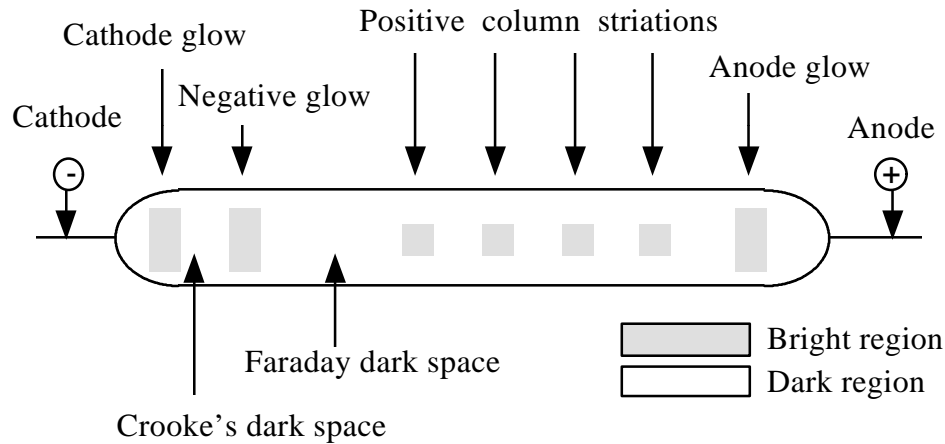 Cathode glow
Positive column striations
Anode glow
Negative glow
Cathode
Anode
-
+
Faraday dark space
Crooke's dark space
Bright region
Dark region